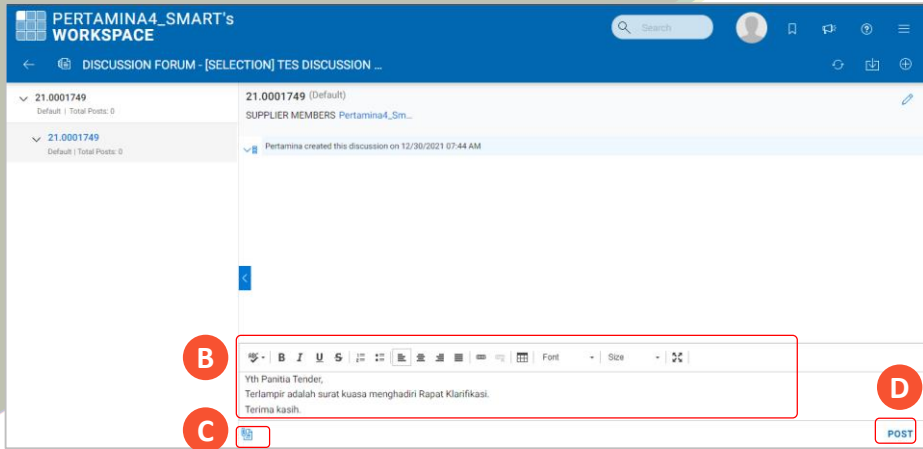 PERTAMINA4_SMART's
WORKSPACE
Search
DISCUSSION FORUM - [SELECTION] TES DISCUSSION ...
21.0001749
Default | Total Posts: 0
21.0001749
Default | Total Posts: 0
21.0001749 (Default)
SUPPLIER MEMBERS Pertamina4_Sm...
Pertamina created this discussion on 12/30/2021 07:44 AM
B
ABC B I U S Font Size
Yth Panitia Tender,
Terlampir adalah surat kuasa menghadiri Rapat Klarifikasi.
Terima kasih.
C
D
POST